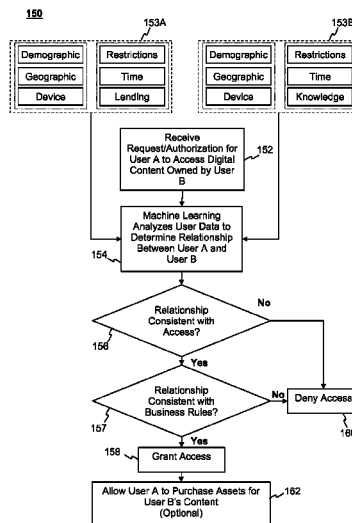 150
153A
153B
Demographic
Restrictions
Geographic
Time
Device
Lending
Demographic
Restrictions
Geographic
Time
Device
Knowledge
Receive
Request/Authorization for
User A to Access Digital
Content Owned by User
B
152
Machine Learning
Analyzes User Data to
Determine Relationship
Between User A and
User B
154
Relationship
Consistent with
Access?
156
No
Yes
Relationship
Consistent with
Business Rules?
157
No
Deny Access
160
Yes
158
Grant Access
Allow User A to Purchase Assets for
User B's Content
(Optional)
162